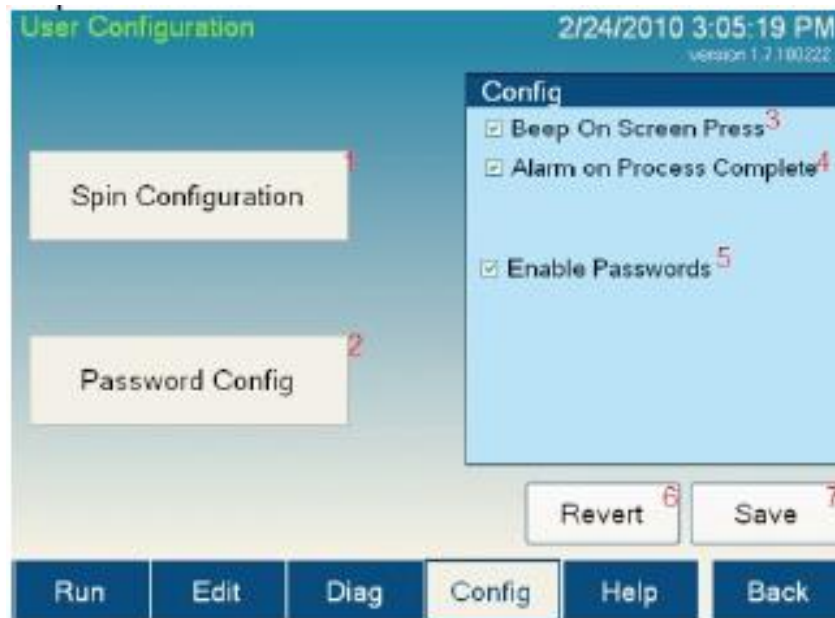 User Configuration
2/24/2010 3:05:19 PM
version 1.7.100222
Config
Beep On Screen Press 3
Alarm on Process Complete 4
1
Spin Configuration
Enable Passwords 5
2
Password Config
Revert 6
Save 7
Run Edit Diag Config Help Back